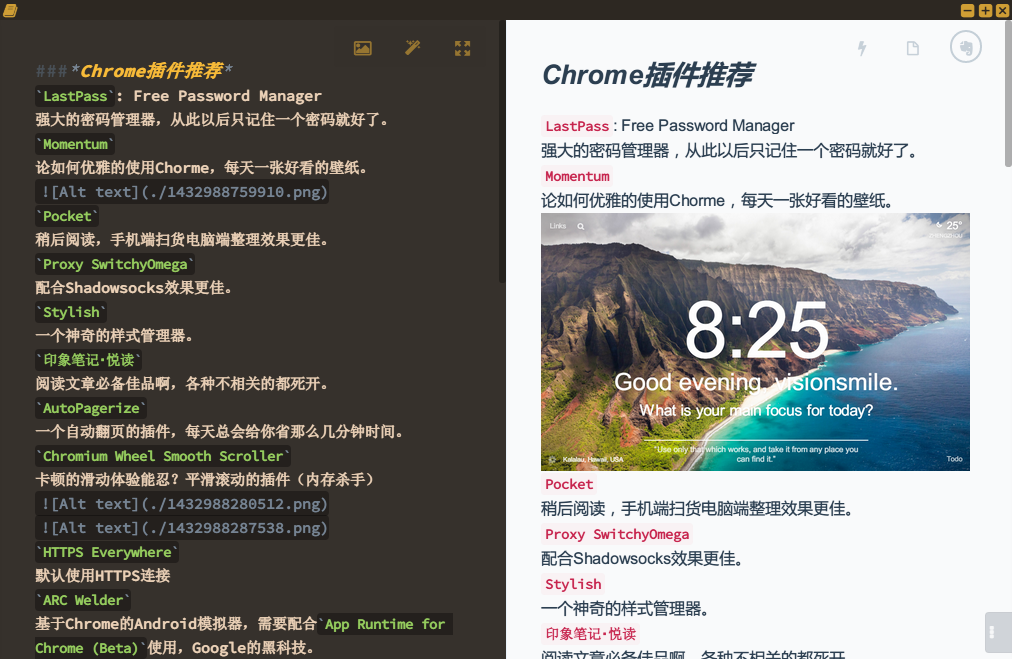 ###*Chrome插件推荐*
`LastPass`: Free Password Manager
强大的密码管理器，从此以后只记住一个密码就好了。
`Momentum`
论如何优雅的使用Chorme，每天一张好看的壁纸。
![Alt text](./1432988759910.png)
`Pocket`
稍后阅读，手机端扫货电脑端整理效果更佳。
`Proxy SwitchyOmega`
配合Shadowsocks效果更佳。
`Stylish`
一个神奇的样式管理器。
`印象笔记·悦读`
阅读文章必备佳品啊，各种不相关的都死开。
`AutoPagerize`
一个自动翻页的插件，每天总会给你省那么几分钟时间。
`Chromium Wheel Smooth Scroller`
卡顿的滑动体验能忍？平滑滚动的插件（内存杀手）
![Alt text](./1432988280512.png)
![Alt text](./1432988287538.png)
`HTTPS Everywhere`
默认使用HTTPS连接
`ARC Welder`
基于Chrome的Android模拟器，需要配合`App Runtime for
Chrome (Beta)`使用，Google的黑科技。
Chrome插件推荐
LastPass: Free Password Manager
强大的密码管理器，从此以后只记住一个密码就好了。
Momentum
论如何优雅的使用Chorme，每天一张好看的壁纸。
Links
25°
8:25
Good evening, visionsmile.
What is your main focus for today?
"Use only that which works, and take it from any place you
can find it."
Kalalau, Hawaii, USA
Todo
Pocket
稍后阅读，手机端扫货电脑端整理效果更佳。
Proxy SwitchyOmega
配合Shadowsocks效果更佳。
Stylish
一个神奇的样式管理器。
印象笔记·悦读
阅读文章必备佳品啊，各种不相关的都死开。